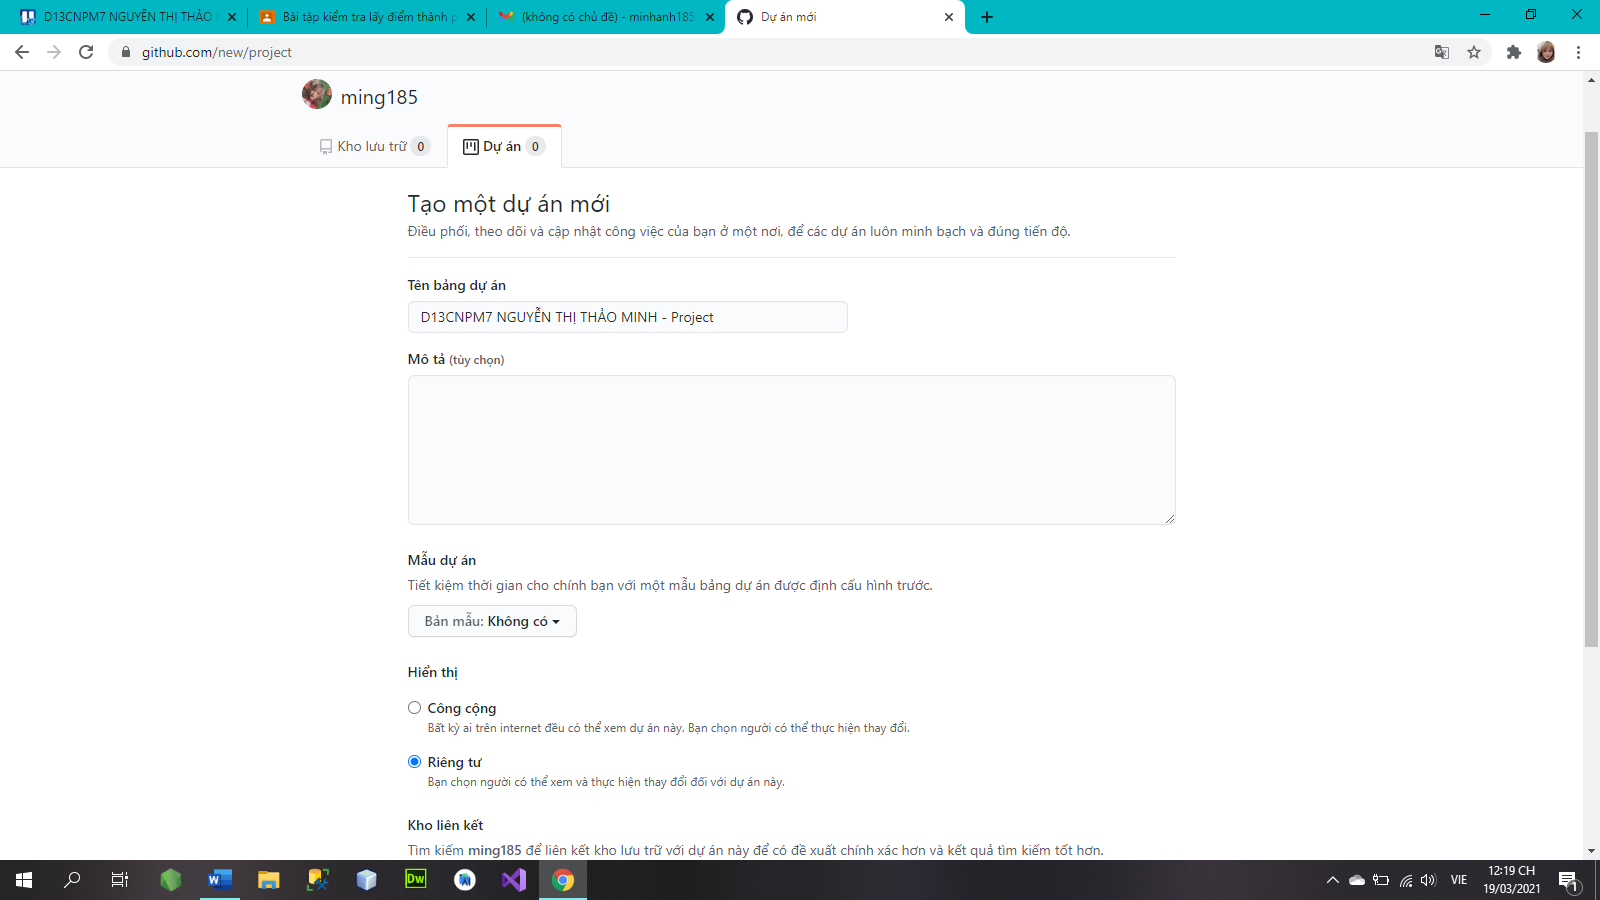 D13CNPM7 NGUYỄN THỊ THẢO
Bài tập kiểm tra lấy điểm thành p
(không có chủ đề) - minhanh185
Dự án mới
github.com/new/project
ming185
Kho lưu trữ 0
Dự án 0
Tạo một dự án mới
Điều phối, theo dõi và cập nhật công việc của bạn ở một nơi, để các dự án luôn minh bạch và đúng tiến độ.
Tên bảng dự án
D13CNPM7 NGUYỄN THỊ THẢO MINH - Project
Mô tả (tùy chọn)
Mẫu dự án
Tiết kiệm thời gian cho chính bạn với một mẫu bảng dự án được định cấu hình trước.
Bản mẫu: Không có
Hiển thị
Công cộng
Bất kỳ ai trên internet đều có thể xem dự án này. Bạn chọn người có thể thực hiện thay đổi.
Riêng tư
Bạn chọn người có thể xem và thực hiện thay đổi đối với dự án này.
Kho liên kết
Tìm kiếm ming185 để liên kết kho lưu trữ với dự án này để có đề xuất chính xác hơn và kết quả tìm kiếm tốt hơn.
Dw
VIE
12:19 CH
19/03/2021
1